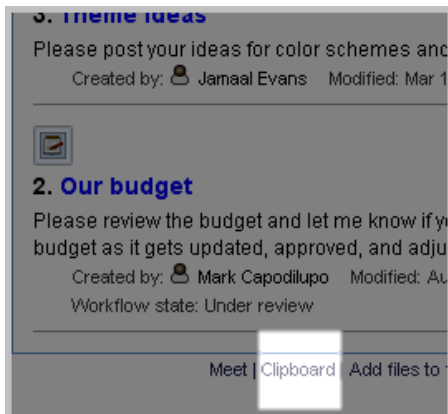 3. Theme ideas
Please post your ideas for color schemes and
Created by: Jamaal Evans Modified: Mar 1
2. Our budget
Please review the budget and let me know if
budget as it gets updated, approved, and
Created by: Mark Capodilupo Modified:
Workflow state: Under review
Meet | Clipboard | Add files to